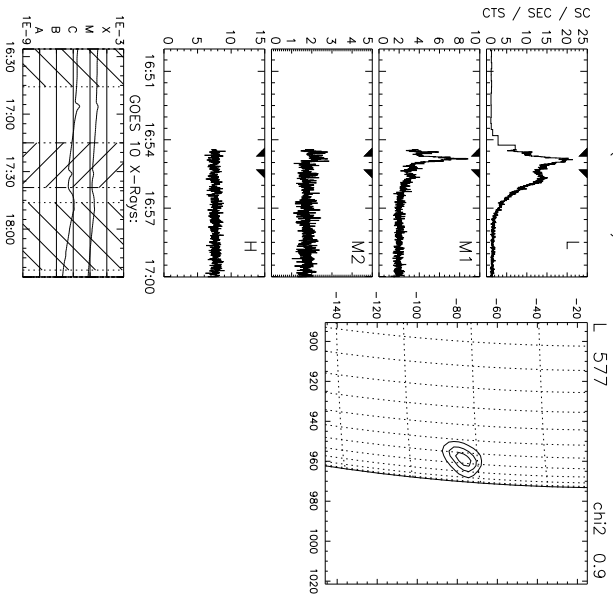 CTS / SEC / SC
25
20
15
10
5
0
L
10
8
6
4
2
0
M1
5
4
3
2
1
0
M2
15
10
5
0
H
16:51 16:54 16:57 17:00
GOES 10 X-Rays:
1E-3
X
M
C
B
A
1E-9
16:30 17:00 17:30 18:00
L 577 chi2 0.9
-20
-40
-60
-80
-100
-120
-140
900 920 940 960 980 1000 1020